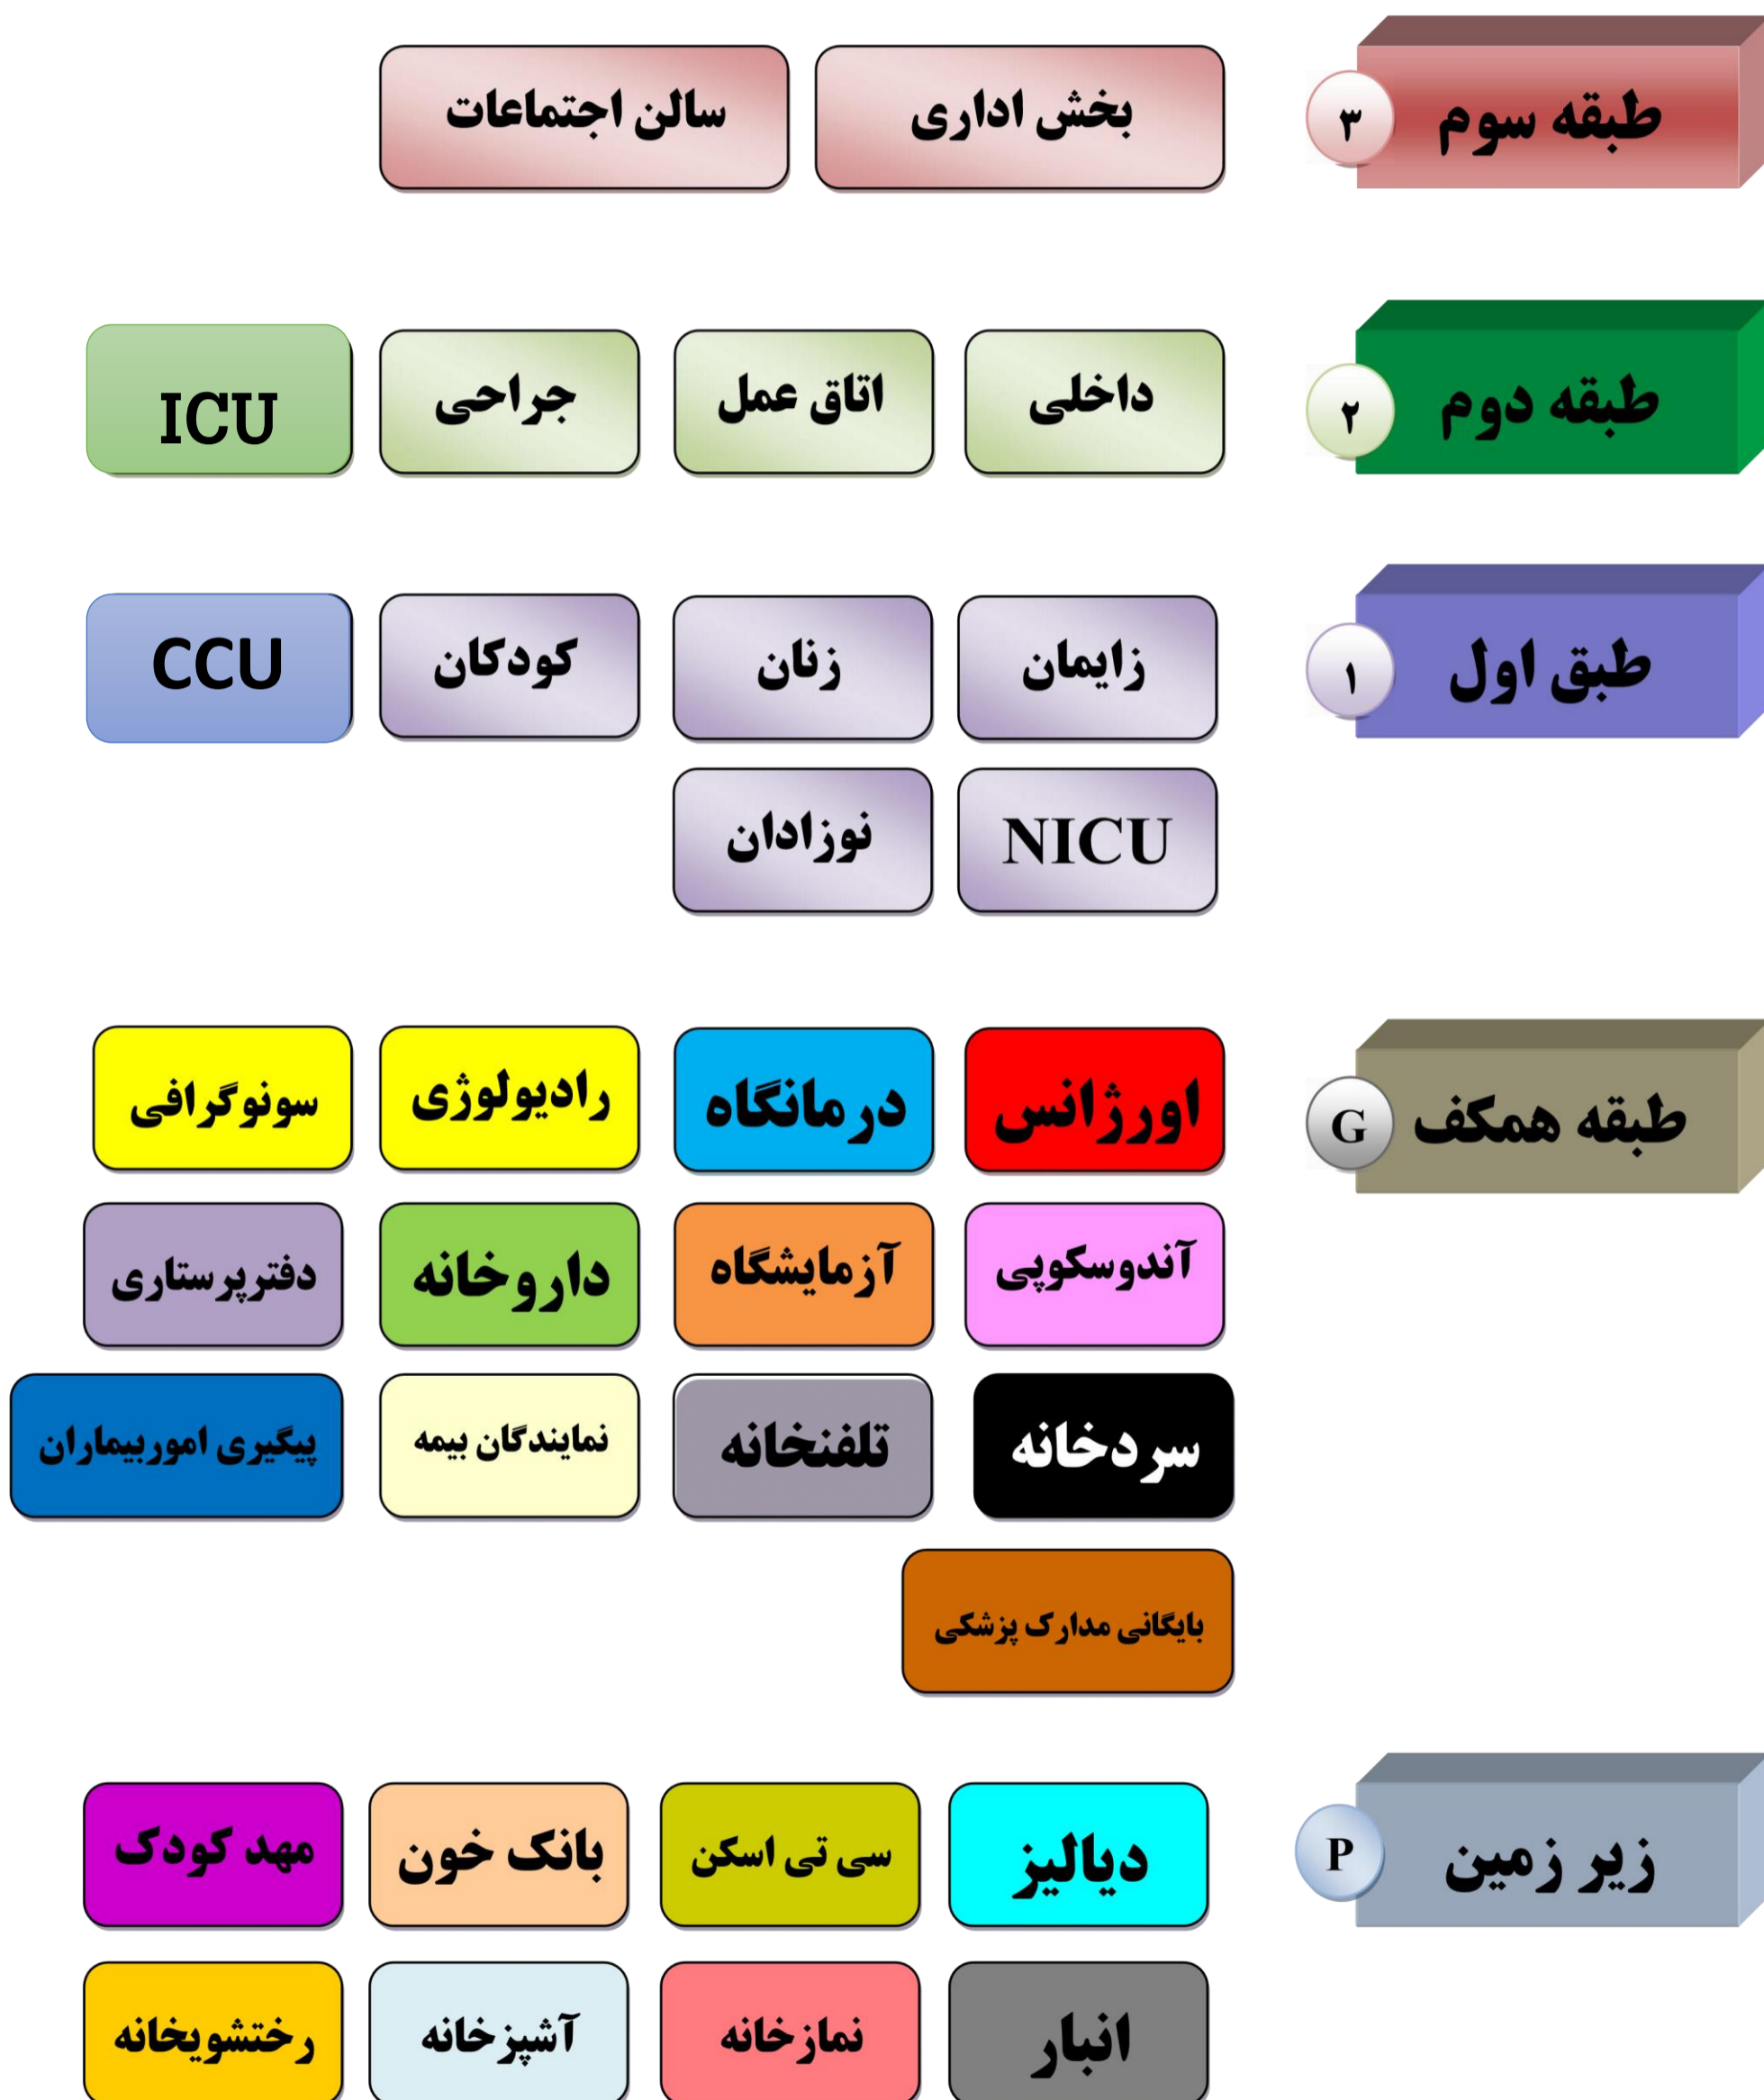 طبقه سوم
۳
بخش اداری
سالن اجتماعات
طبقه دوم
۲
داخلی
اتاق عمل
جراحی
ICU
طبق اول
۱
زایمان
زنان
کودکان
CCU
NICU
نوزادان
طبقه همکف
G
اورژانس
درمانگاه
رادیولوژی
سونوگرافی
آندوسکوپی
آزمایشگاه
داروخانه
دفترپرستاری
سردخانه
تلفنخانه
نمایندگان بیمه
پیگیری اموربیماران
بایگانی مدارک پزشکی
زیر زمین
P
دیالیز
سی تی اسکن
بانک خون
مهد کودک
انبار
نمازخانه
آشپزخانه
رختشویخانه